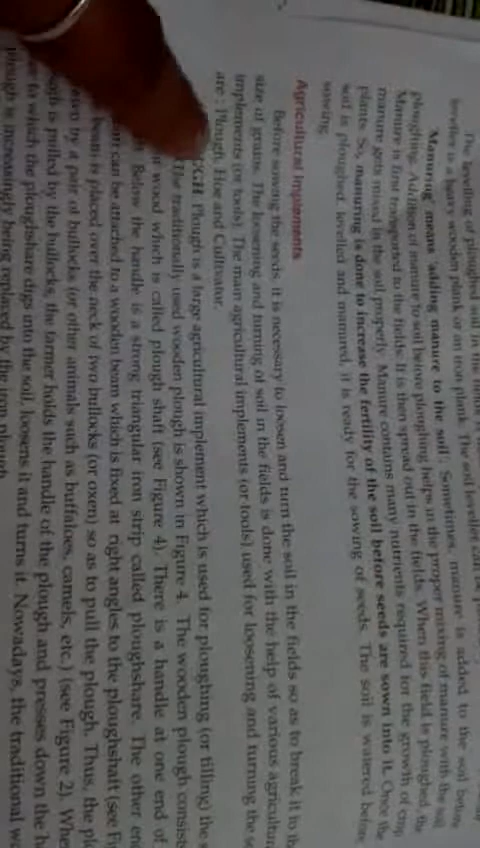 The levelling of ploughed soil in the fields
leveller is a heavy wooden plank or an iron plank. The soil leveller can be
Manuring means 'adding manure to the soil'. Sometimes, manure is added to the soil before
ploughing. Addition of manure to soil before ploughing helps in the proper mixing of manure with the soil.
Manure is first transported to the fields. It is then spread out in the fields. When this field is ploughed, the
manure gets mixed in the soil properly. Manure contains many nutrients required for the growth of crop
plants. So, manuring is done to increase the fertility of the soil before seeds are sown into it. Once the
soil is ploughed, levelled and manured, it is ready for the sowing of seeds. The soil is watered before
sowing.
Agricultural Implements
Before sowing the seeds, it is necessary to loosen and turn the soil in the fields so as to break it to th
size of grains. The loosening and turning of soil in the fields is done with the help of various agricultur
implements (or tools). The main agricultural implements (or tools) used for loosening and turning the s
are : Plough, Hoe and Cultivator.
Plough is a large agricultural implement which is used for ploughing (or tilling) the s
The traditionally used wooden plough is shown in Figure 4. The wooden plough consists
wood which is called plough shaft (see Figure 4). There is a handle at one end of
Below the handle is a strong triangular iron strip called ploughshare. The other en
can be attached to a wooden beam which is fixed at right angles to the ploughshaft (see Fi
beam is placed over the neck of two bullocks (or oxen) so as to pull the plough. Thus, the plo
by a pair of bullocks (or other animals such as buffaloes, camels, etc.) (see Figure 2). Whe
is pulled by the bullocks, the farmer holds the handle of the plough and presses down the h
to which the ploughshare digs into the soil, loosens it and turns it. Nowadays, the traditional wo
plough is increasingly being replaced by the iron plough